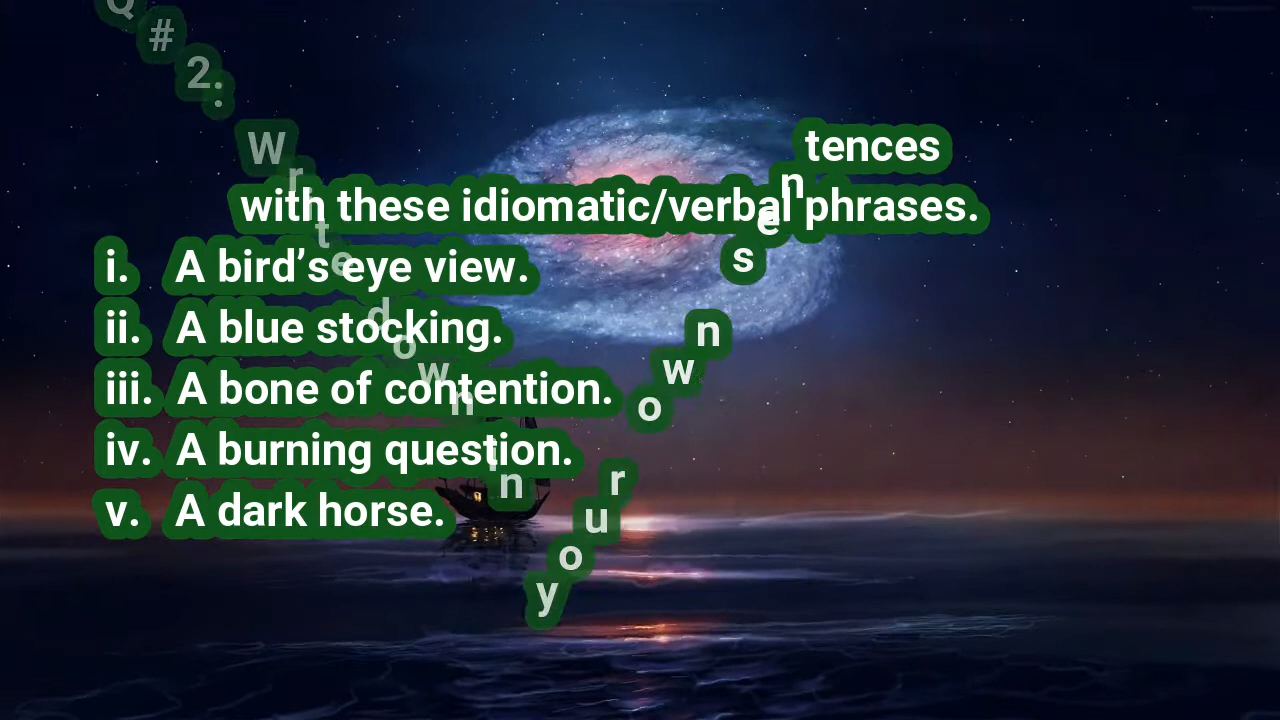 Q#2: Write down in your own sentences
with these idiomatic/verbal phrases.
i. A bird’s eye view.
ii. A blue stocking.
iii. A bone of contention.
iv. A burning question.
v. A dark horse.